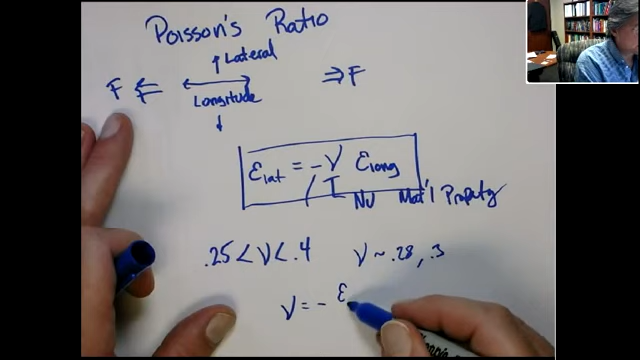 Poisson's Ratio
↑ Lateral
F ⇐ ⇒ F
Longitude
ε_lat = -ν ε_long
Nu Mat'l Property
.25 < ν < .4 ν ~ .28, .3
ν = - ε